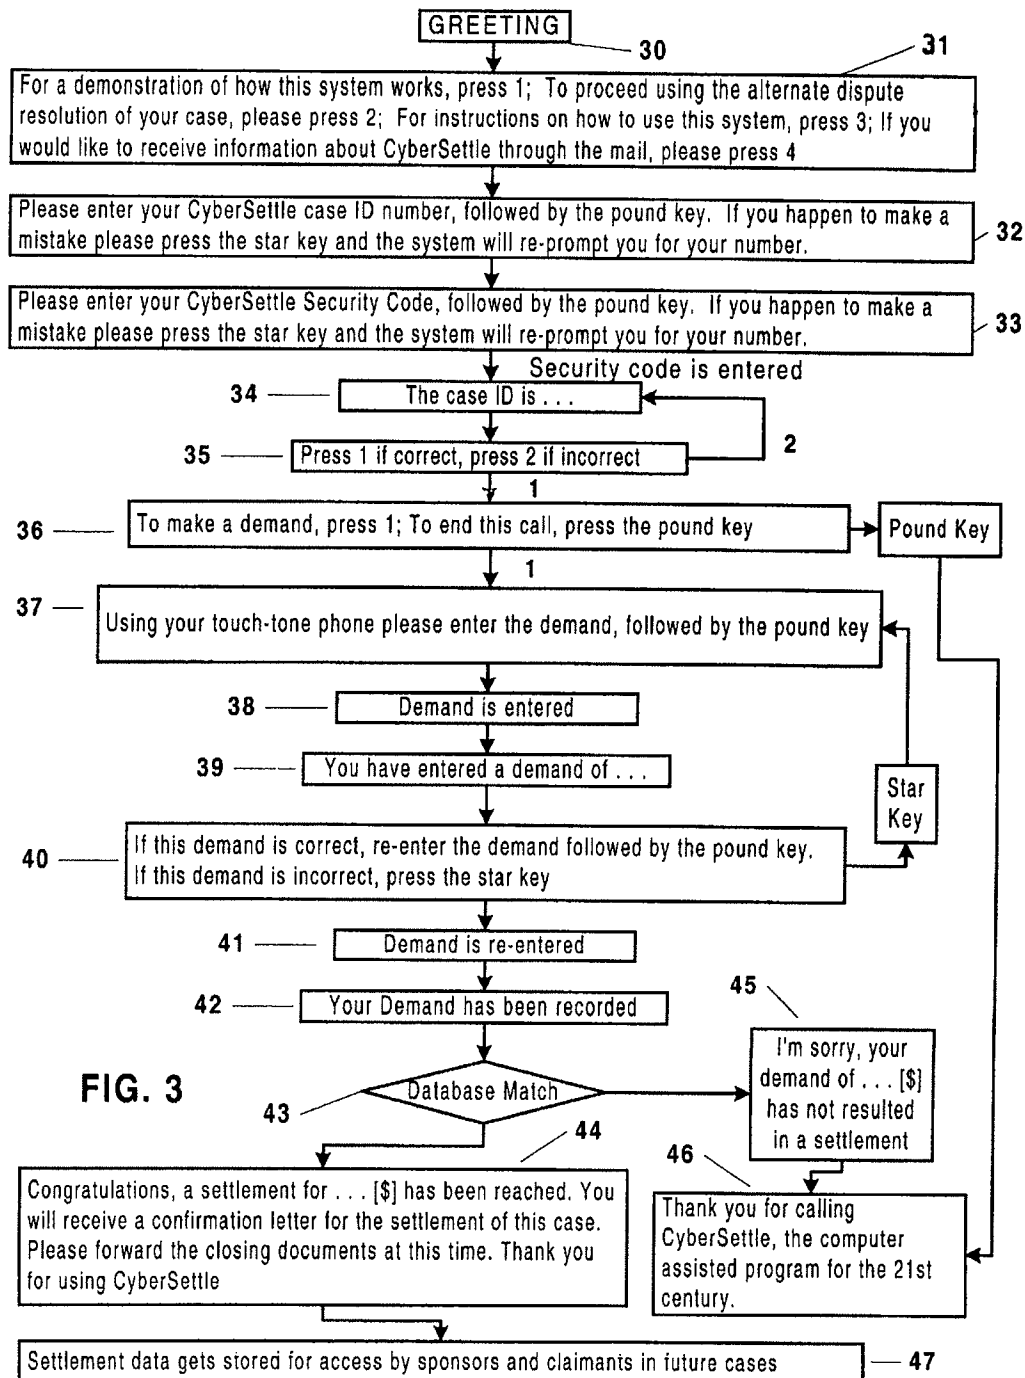 GREETING
30
31
For a demonstration of how this system works, press 1; To proceed using the alternate dispute
resolution of your case, please press 2; For instructions on how to use this system, press 3; If you
would like to receive information about CyberSettle through the mail, please press 4
Please enter your CyberSettle case ID number, followed by the pound key. If you happen to make a
mistake please press the star key and the system will re-prompt you for your number.
32
Please enter your CyberSettle Security Code, followed by the pound key. If you happen to make a
mistake please press the star key and the system will re-prompt you for your number.
33
Security code is entered
34
The case ID is . . .
35
Press 1 if correct, press 2 if incorrect
2
1
36
To make a demand, press 1; To end this call, press the pound key
Pound Key
1
37
Using your touch-tone phone please enter the demand, followed by the pound key
38
Demand is entered
39
You have entered a demand of . . .
Star
Key
40
If this demand is correct, re-enter the demand followed by the pound key.
If this demand is incorrect, press the star key
41
Demand is re-entered
42
Your Demand has been recorded
45
I'm sorry, your
demand of . . . [$]
has not resulted
in a settlement
FIG. 3
43
Database Match
44
46
Congratulations, a settlement for . . . [$] has been reached. You
will receive a confirmation letter for the settlement of this case.
Please forward the closing documents at this time. Thank you
for using CyberSettle
Thank you for calling
CyberSettle, the computer
assisted program for the 21st
century.
Settlement data gets stored for access by sponsors and claimants in future cases
47